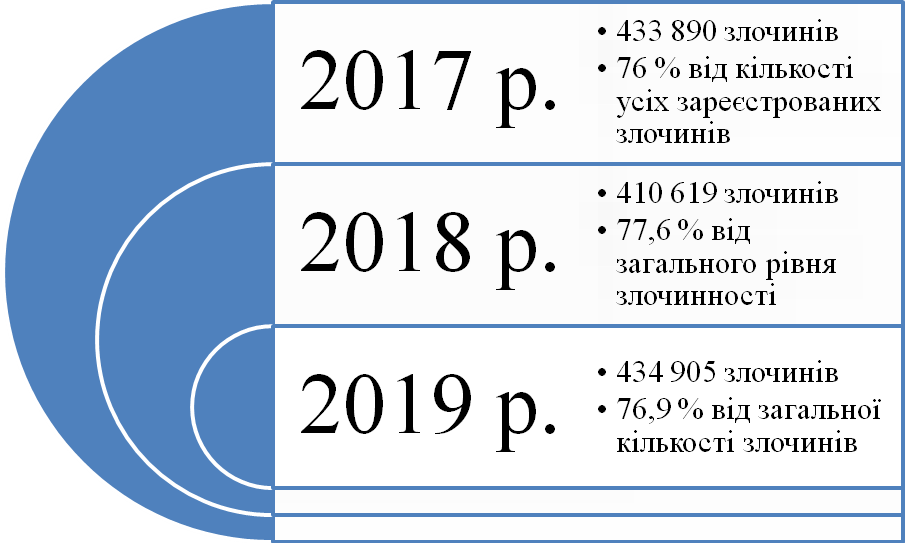 2017 р.
• 433 890 злочинів
• 76 % від кількості
усіх зареєстрованих
злочинів
2018 р.
• 410 619 злочинів
• 77,6 % від
загального рівня
злочинності
2019 р.
• 434 905 злочинів
• 76,9 % від загальної
кількості злочинів